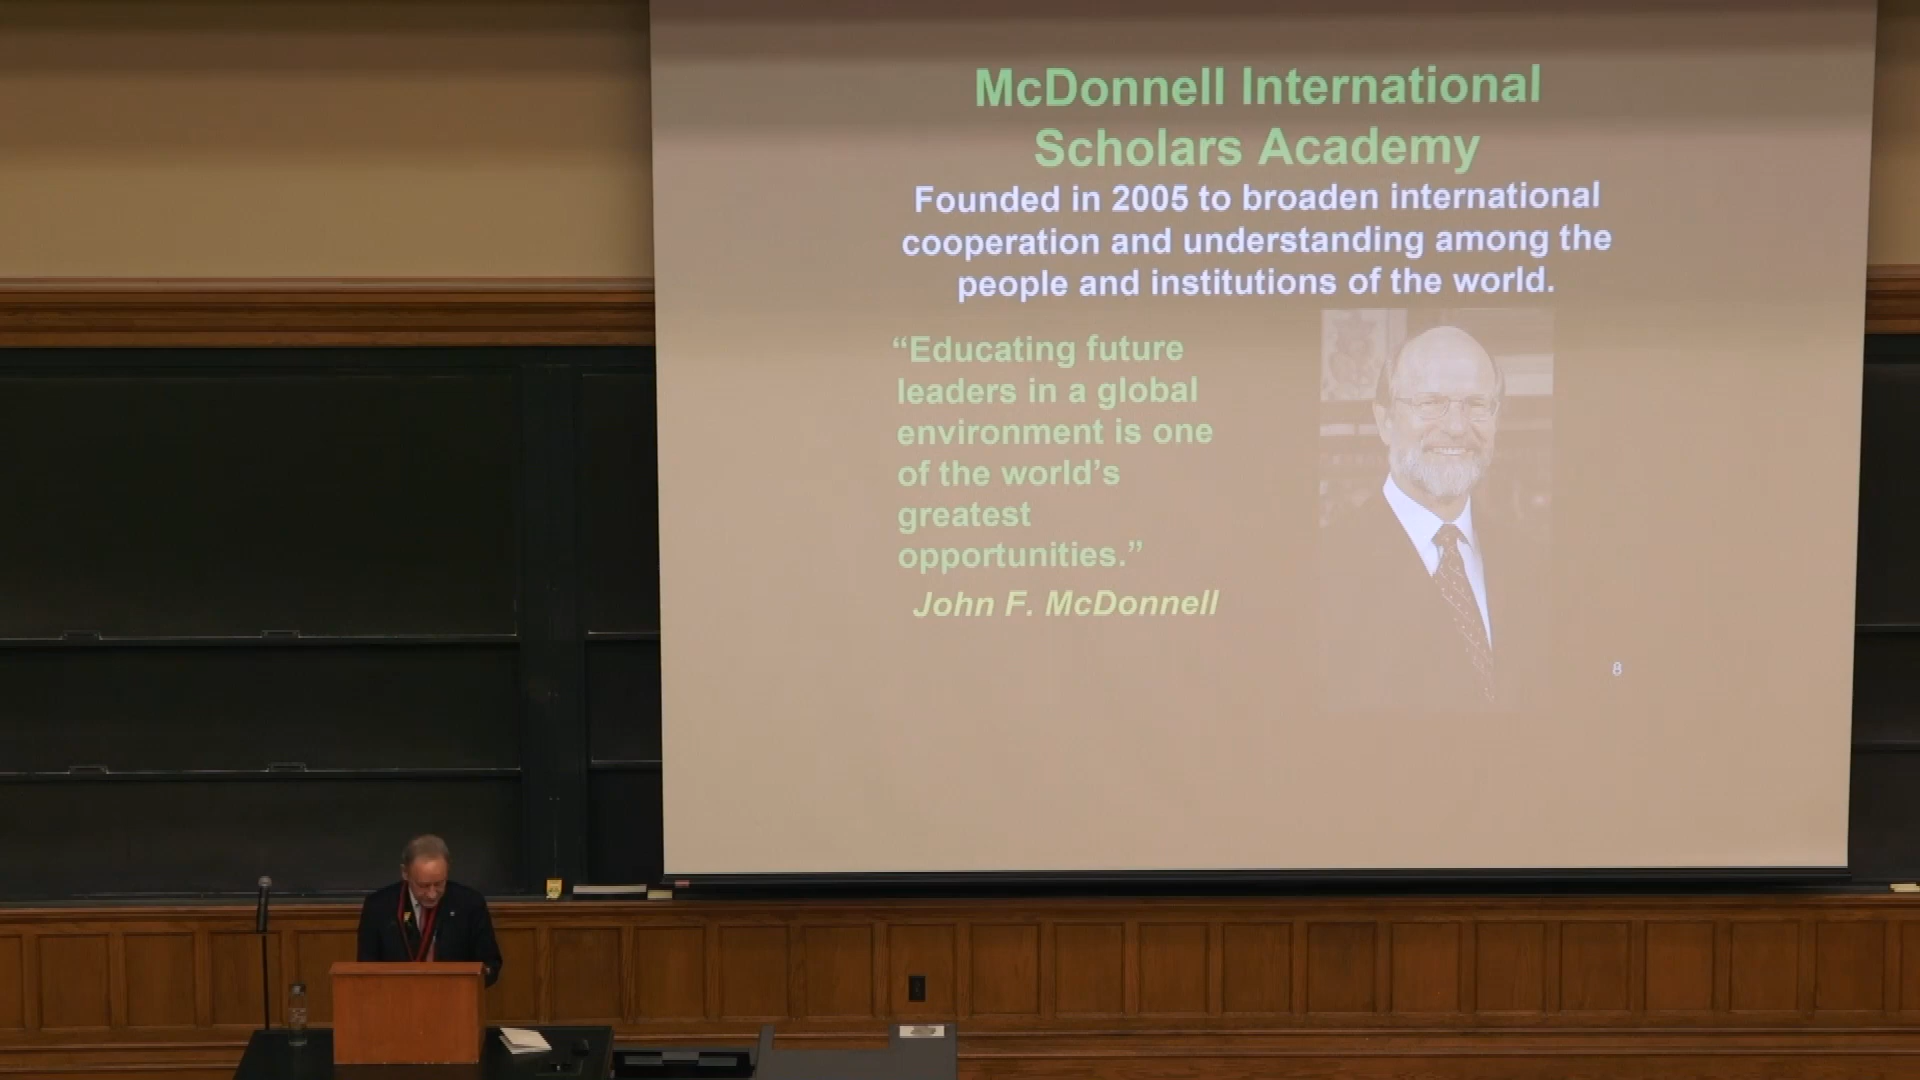 McDonnell International
Scholars Academy
Founded in 2005 to broaden international
cooperation and understanding among the
people and institutions of the world.
“Educating future
leaders in a global
environment is one
of the world’s
greatest
opportunities.”
John F. McDonnell
8